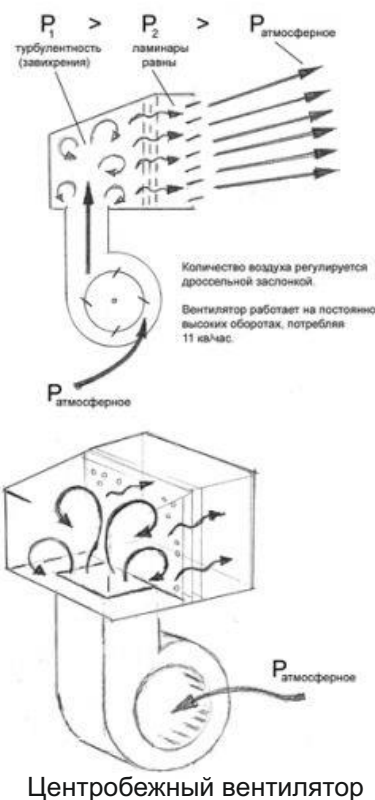 P₁ > P₂ > Pатмосферное
турбулентность ламинары
(завихрения) равны
Количество воздуха регулируется
дроссельной заслонкой.
Вентилятор работает на постоянно
высоких оборотах, потребляя
11 кв/час.
Pатмосферное
Pатмосферное
Центробежный вентилятор